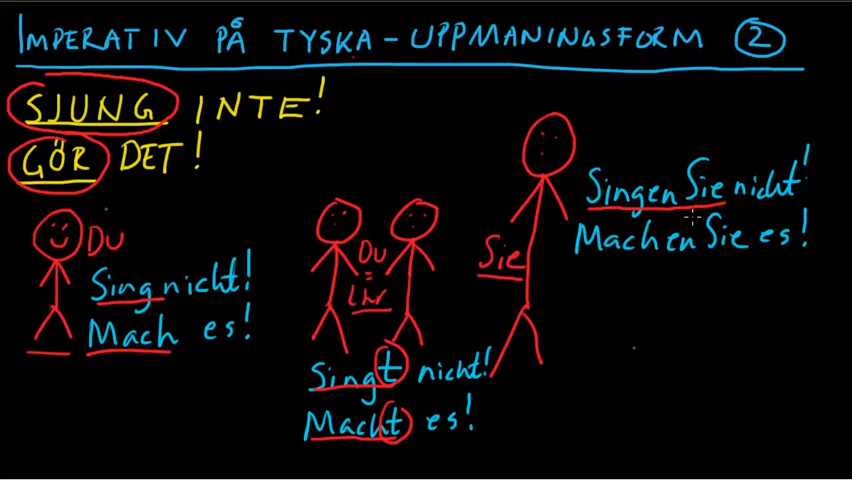 IMPERATIV PÅ TYSKA - UPPMANINGSFORM 2
SJUNG INTE!
GÖR DET!
DU
Sing nicht!
Mach es!
DU
=
Ihr
Singt nicht!
Macht es!
Sie
Singen Sie nicht!
Machen Sie es!